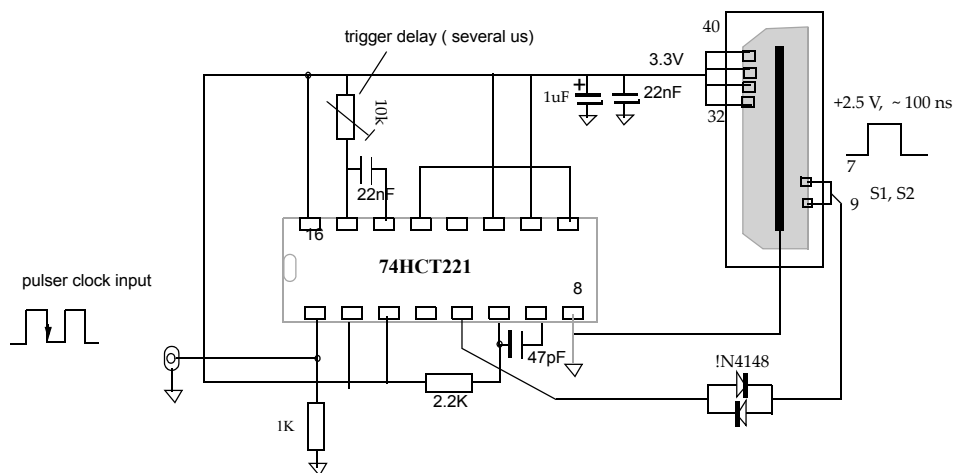 40
trigger delay ( several us)
3.3V
1uF
22nF
32
+2.5 V, ~ 100 ns
10k
7
22nF
9
S1, S2
16
74HCT221
pulser clock input
8
47pF
!N4148
2.2K
1K